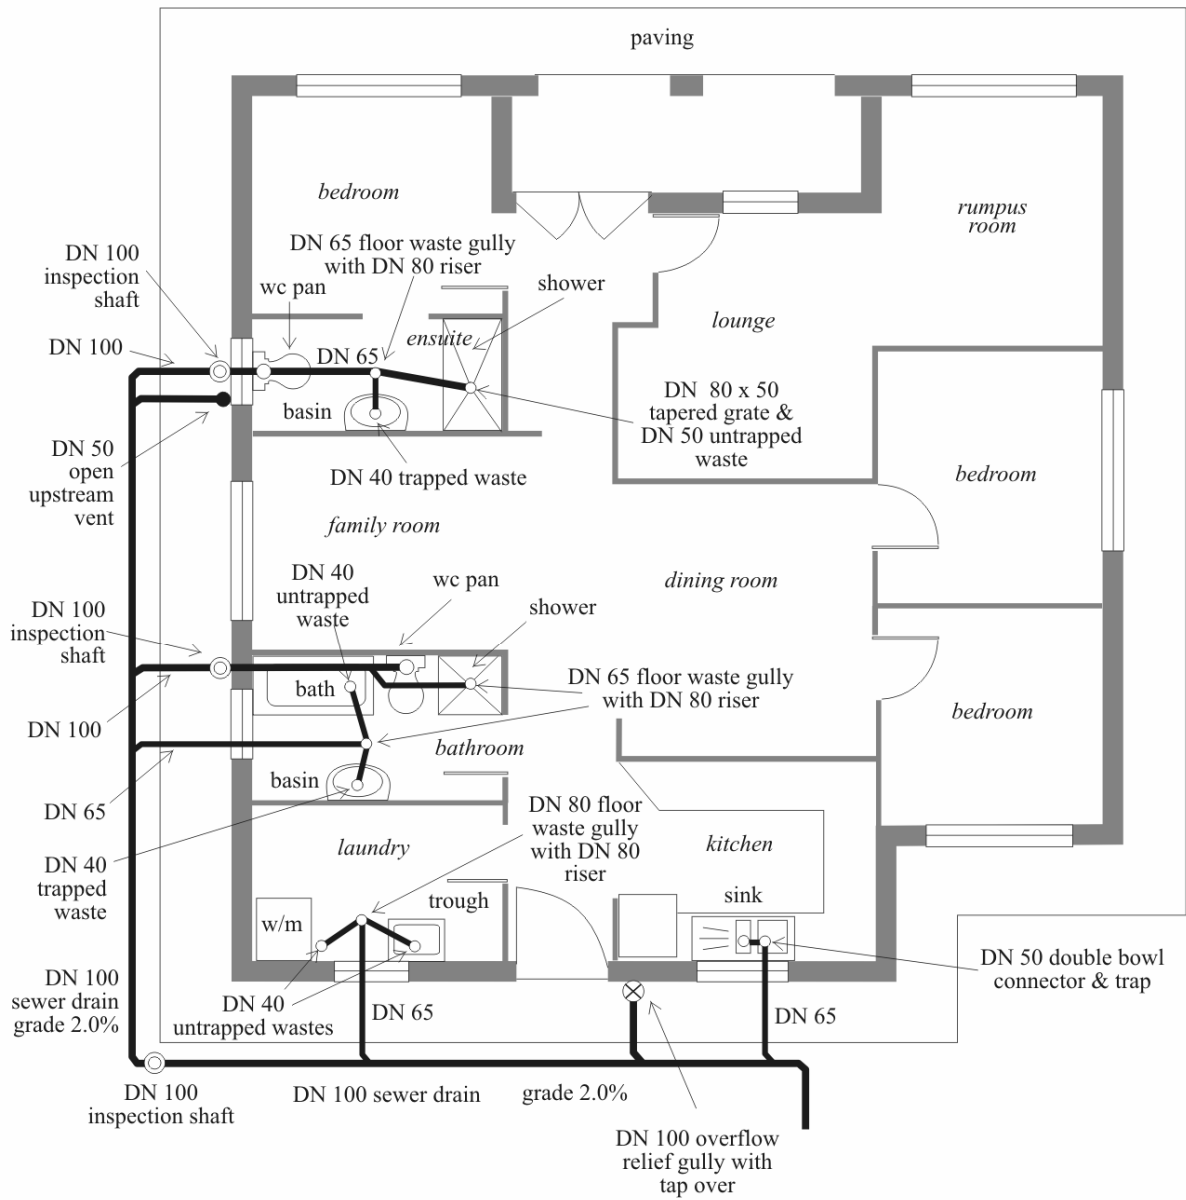 paving
bedroom
rumpus
room
DN 65 floor waste gully
with DN 80 riser
DN 100
inspection
shaft
wc pan
shower
lounge
ensuite
DN 100
DN 65
basin
DN 80 x 50
tapered grate &
DN 50 untrapped
waste
DN 50
open
upstream
vent
DN 40 trapped waste
bedroom
family room
DN 40
untrapped
waste
wc pan
dining room
shower
DN 100
inspection
shaft
bath
DN 65 floor waste gully
with DN 80 riser
bedroom
DN 100
bathroom
basin
DN 65
DN 80 floor
waste gully
with DN 80
riser
laundry
kitchen
DN 40
trapped
waste
trough
sink
w/m
DN 50 double bowl
connector & trap
DN 100
sewer drain
grade 2.0%
DN 40
untrapped wastes
DN 65
DN 65
DN 100
inspection shaft
DN 100 sewer drain
grade 2.0%
DN 100 overflow
relief gully with
tap over